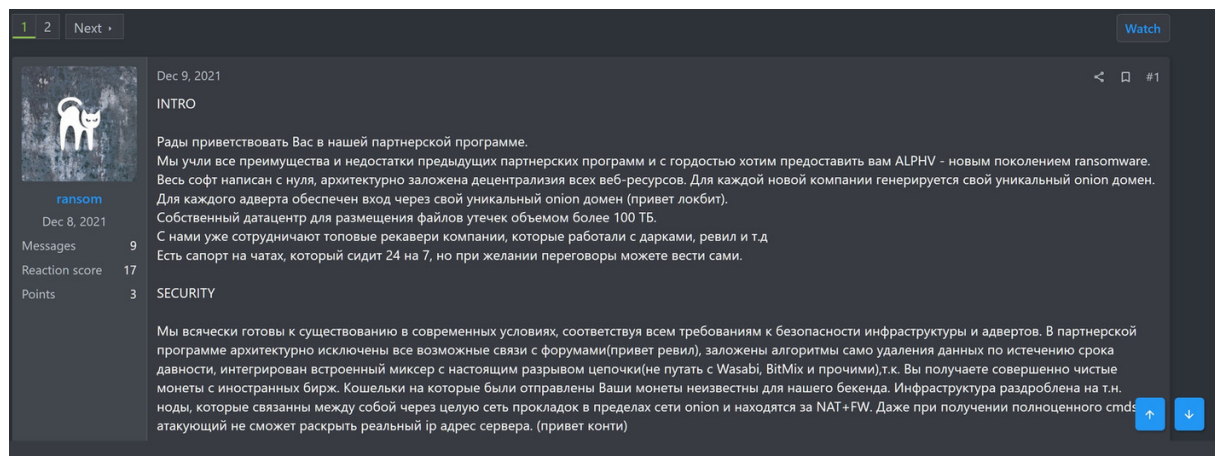 1 2 Next
Watch
Dec 9, 2021
#1
INTRO
Рады приветствовать Вас в нашей партнерской программе.
Мы учли все преимущества и недостатки предыдущих партнерских программ и с гордостью хотим предоставить вам ALPHV - новым поколением ransomware.
Весь софт написан с нуля, архитектурно заложена децентрализия всех веб-ресурсов. Для каждой новой компании генерируется свой уникальный onion домен.
Для каждого адверта обеспечен вход через свой уникальный onion домен (привет локбит).
Собственный датацентр для размещения файлов утечек объемом более 100 ТБ.
С нами уже сотрудничают топовые рекавери компании, которые работали с дарками, ревил и т.д
Есть сапорт на чатах, который сидит 24 на 7, но при желании переговоры можете вести сами.
SECURITY
Мы всячески готовы к существованию в современных условиях, соответствуя всем требованиям к безопасности инфраструктуры и адвертов. В партнерской
программе архитектурно исключены все возможные связи с форумами(привет ревил), заложены алгоритмы само удаления данных по истечению срока
давности, интегрирован встроенный миксер с настоящим разрывом цепочки(не путать с Wasabi, BitMix и прочими),т.к. Вы получаете совершенно чистые
монеты с иностранных бирж. Кошельки на которые были отправлены Ваши монеты неизвестны для нашего бекенда. Инфраструктура раздроблена на т.н.
ноды, которые связанны между собой через целую сеть прокладок в пределах сети onion и находятся за NAT+FW. Даже при получении полноценного cmds
атакующий не сможет раскрыть реальный ip адрес сервера. (привет конти)
ransom
Dec 8, 2021
Messages 9
Reaction score 17
Points 3